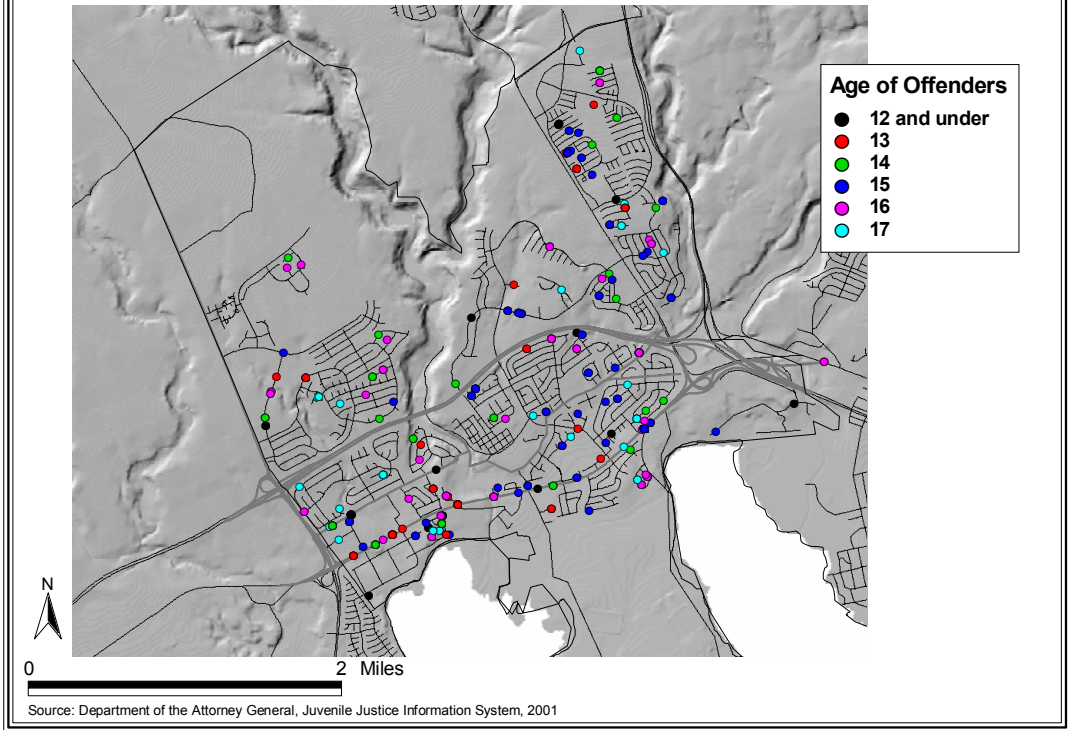 Age of Offenders
12 and under
13
14
15
16
17
N
0 2 Miles
Source: Department of the Attorney General, Juvenile Justice Information System, 2001